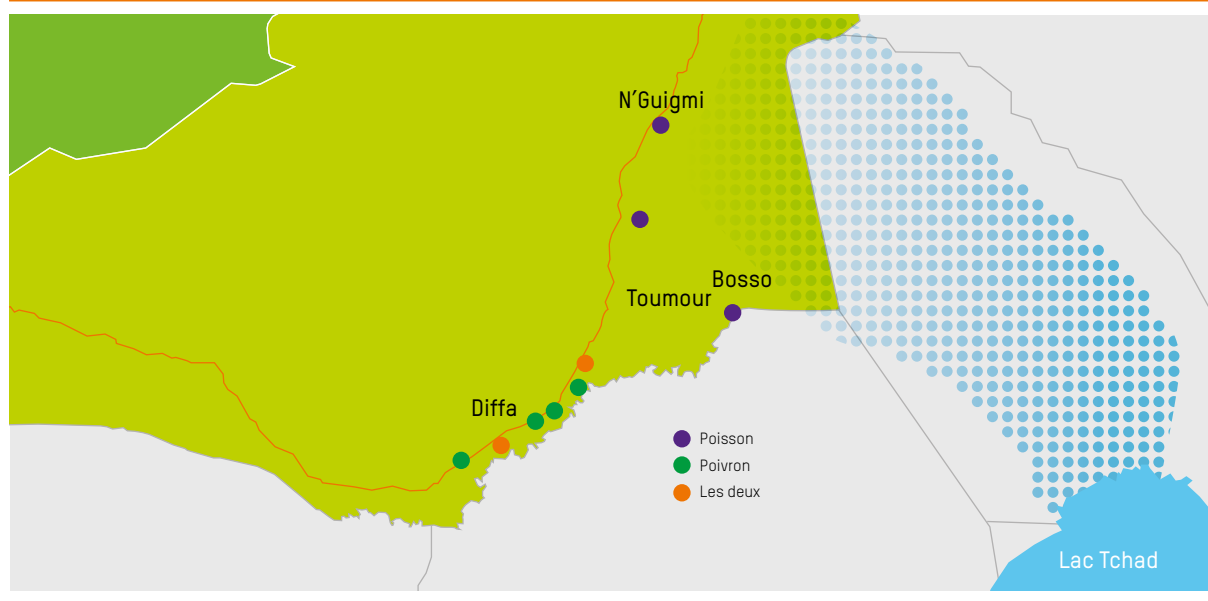 N'Guigmi
Bosso
Toumour
Diffa
Poisson
Poivron
Les deux
Lac Tchad